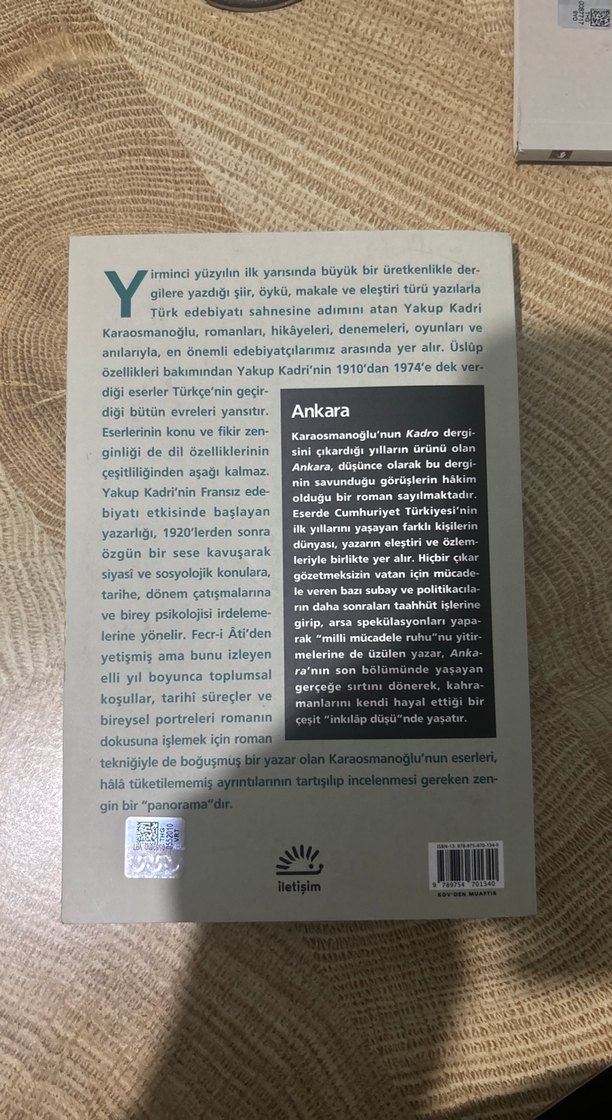 Yirminci yüzyılın ilk yarısında büyük bir üretkenlikle der-
gilere yazdığı şiir, öykü, makale ve eleştiri türü yazılarla
Türk edebiyatı sahnesine adımını atan Yakup Kadri
Karaosmanoğlu, romanları, hikâyeleri, denemeleri, oyunları ve
anılarıyla, en önemli edebiyatçılarımız arasında yer alır. Üslûp
özellikleri bakımından Yakup Kadri'nin 1910'dan 1974'e dek ver-
diği eserler Türkçe'nin geçir-
diği bütün evreleri yansıtır.
Eserlerinin konu ve fikir zen-
ginliği de dil özelliklerinin
çeşitliliğinden aşağı kalmaz.
Yakup Kadri'nin Fransız ede-
biyatı etkisinde başlayan
yazarlığı, 1920'lerden sonra
özgün bir sese kavuşarak
siyasî ve sosyolojik konulara,
tarihe, dönem çatışmalarına
ve birey psikolojisi irdeleme-
lerine yönelir. Fecr-i Âti'den
yetişmiş ama bunu izleyen
elli yıl boyunca toplumsal
koşullar, tarihî süreçler ve
bireysel portreleri romanın
dokusuna işlemek için roman
tekniğiyle de boğuşmuş bir yazar olan Karaosmanoğlu'nun eserleri,
hâlâ tüketilememiş ayrıntılarının tartışılıp incelenmesi gereken zen-
gin bir "panorama"dır.
Ankara
Karaosmanoğlu'nun Kadro dergi-
sini çıkardığı yılların ürünü olan
Ankara, düşünce olarak bu dergi-
nin savunduğu görüşlerin hâkim
olduğu bir roman sayılmaktadır.
Eserde Cumhuriyet Türkiyesi'nin
ilk yıllarını yaşayan farklı kişilerin
dünyası, yazarın eleştiri ve özlem-
leriyle birlikte yer alır. Hiçbir çıkar
gözetmeksizin vatan için mücade-
le veren bazı subay ve politikacıla-
rın daha sonraları taahhüt işlerine
girip, arsa spekülasyonları yapa-
rak "milli mücadele ruhu"nu yitir-
melerine de üzülen yazar, Anka-
ra'nın son bölümünde yaşayan
gerçeğe sırtını dönerek, kahra-
manlarını kendi hayal ettiği bir
çeşit "inkılâp düşü"nde yaşatır.
iletişim
ISBN-13: 978-975-470-134-0
9 789754 701340
KDV'DEN MUAFTIR